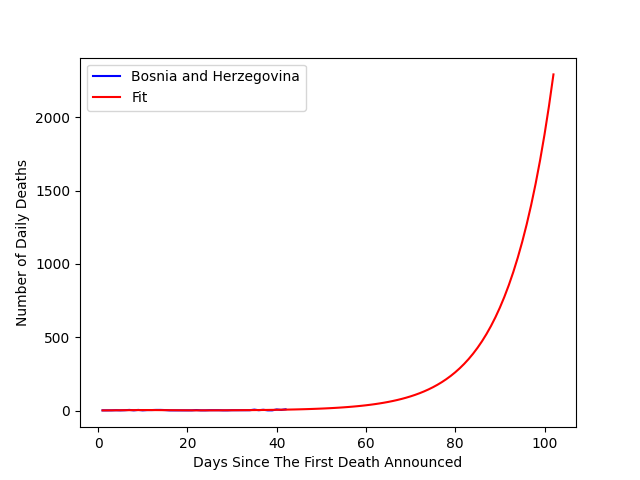 Bosnia and Herzegovina
Fit
2000
1500
1000
500
0
Number of Daily Deaths
0 20 40 60 80 100
Days Since The First Death Announced